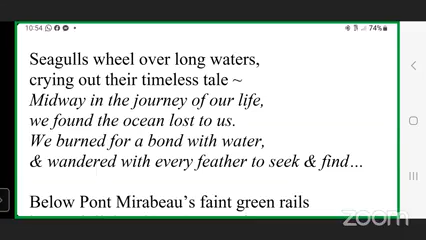 10:54
74%
Seagulls wheel over long waters,
crying out their timeless tale ~
Midway in the journey of our life,
we found the ocean lost to us.
We burned for a bond with water,
& wandered with every feather to seek & find…
Below Pont Mirabeau’s faint green rails
zoom